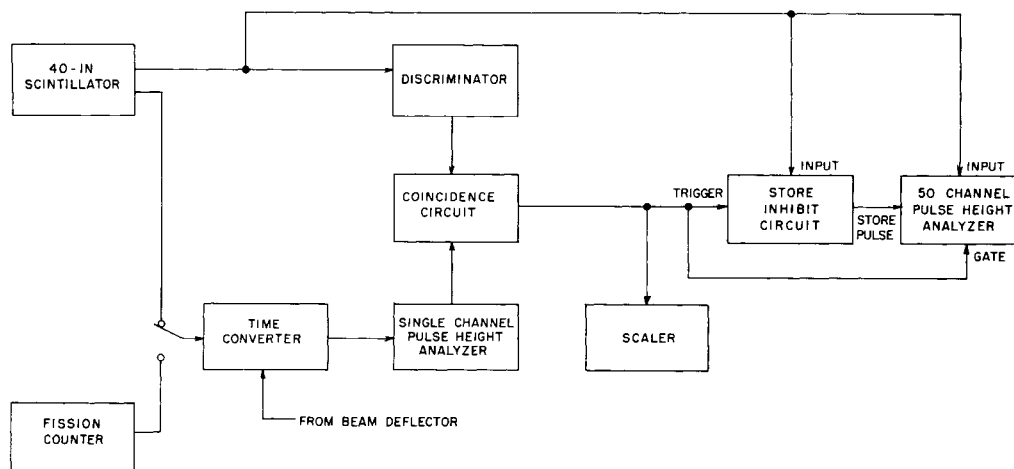 40-IN
SCINTILLATOR
DISCRIMINATOR
COINCIDENCE
CIRCUIT
TRIGGER
INPUT
STORE
INHIBIT
CIRCUIT
STORE
PULSE
INPUT
50 CHANNEL
PULSE HEIGHT
ANALYZER
GATE
TIME
CONVERTER
SINGLE CHANNEL
PULSE HEIGHT
ANALYZER
SCALER
FISSION
COUNTER
FROM BEAM DEFLECTOR